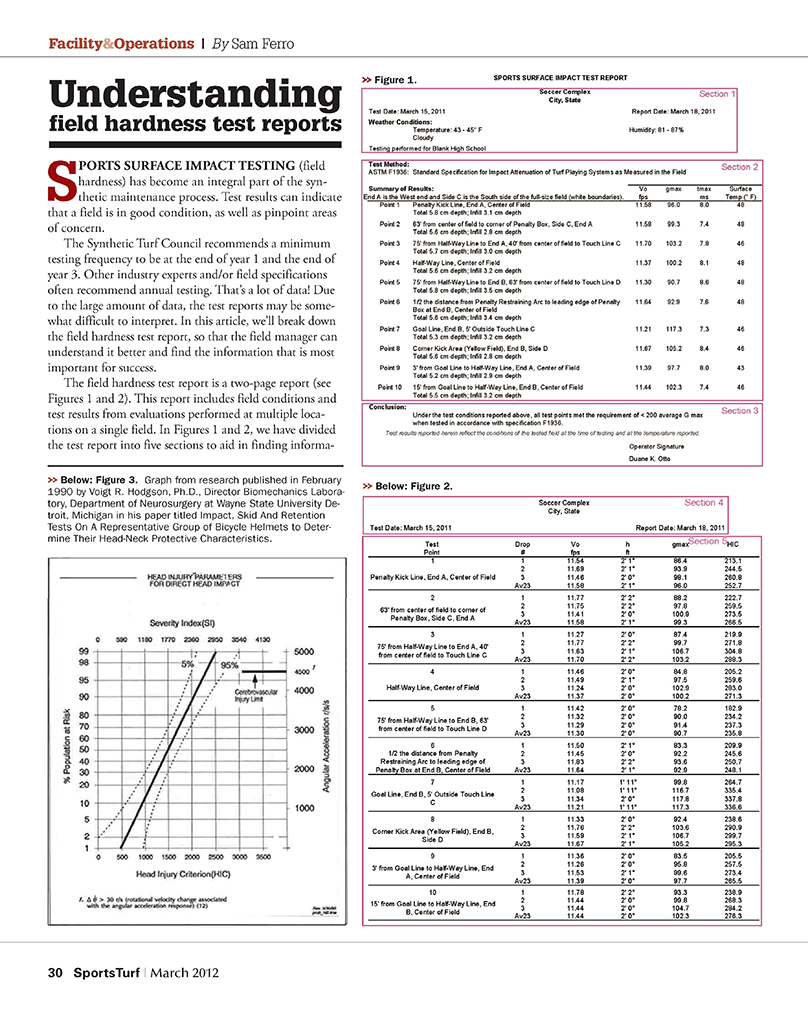 Facility&Operations | By Sam Ferro
Understanding
field hardness test reports
SPORTS SURFACE IMPACT TESTING (field
hardness) has become an integral part of the syn-
thetic maintenance process. Test results can indicate
that a field is in good condition, as well as pinpoint areas
of concern.
The Synthetic Turf Council recommends a minimum
testing frequency to be at the end of year 1 and the end of
year 3. Other industry experts and/or field specifications
often recommend annual testing. That's a lot of data! Due
to the large amount of data, the test reports may be some-
what difficult to interpret. In this article, we'll break down
the field hardness test report, so that the field manager can
understand it better and find the information that is most
important for success.
The field hardness test report is a two-page report (see
Figures 1 and 2). This report includes field conditions and
test results from evaluations performed at multiple loca-
tions on a single field. In Figures 1 and 2, we have divided
the test report into five sections to aid in finding informa-
>> Below: Figure 3. Graph from research published in February
1990 by Voigt R. Hodgson, Ph.D., Director Biomechanics Labora-
tory, Department of Neurosurgery at Wayne State University De-
troit, Michigan in his paper titled Impact, Skid And Retention
Tests On A Representative Group of Bicycle Helmets to Deter-
mine Their Head-Neck Protective Characteristics.
HEAD INJURY PARAMETERS
FOR DIRECT HEAD IMPACT
Severity Index(SI)
0 590 1180 1770 2360 2950 3540 4130
99
98
95
90
80
70
60
50
40
30
20
10
5
2
1
% Population at Risk
5% 95%
Cerebrovascular
Injury Limit
5000
4500
4000
3000
2000
1000
Angular Acceleration r/s/s
0 500 1000 1500 2000 2500 3000 3500
Head Injury Criterion(HIC)
> 30 r/s (rotational velocity change associated
with the angular acceleration response) (12)
>> Figure 1.
SPORTS SURFACE IMPACT TEST REPORT
Soccer Complex Section 1
City, State
Test Date: March 15, 2011 Report Date: March 18, 2011
Weather Conditions:
Temperature: 43 - 45° F Humidity: 81 - 87%
Cloudy
Testing performed for Blank High School
Test Method: Section 2
ASTM F1936: Standard Specification for Impact Attenuation of Turf Playing Systems as Measured in the Field
Summary of Results: Vo gmax tmax Surface
End A is the West end and Side C is the South side of the full-size field (white boundaries). fps ms Temp (° F)
Point 1 Penalty Kick Line, End A, Center of Field 11.58 96.0 8.0 48
Total 5.8 cm depth; Infill 3.1 cm depth
Point 2 63' from center of field to corner of Penalty Box, Side C, End A 11.58 99.3 7.4 48
Total 5.6 cm depth; Infill 2.8 cm depth
Point 3 75' from Half-Way Line to End A, 40' from center of field to Touch Line C 11.70 103.2 7.8 46
Total 5.7 cm depth; Infill 3.0 cm depth
Point 4 Half-Way Line, Center of Field 11.37 100.2 8.1 48
Total 5.6 cm depth; Infill 3.2 cm depth
Point 5 75' from Half-Way Line to End B, 63' from center of field to Touch Line D 11.30 90.7 8.6 48
Total 5.8 cm depth; Infill 3.5 cm depth
Point 6 1/2 the distance from Penalty Restraining Arc to leading edge of Penalty 11.64 92.9 7.6 48
Box at End B, Center of Field
Total 5.6 cm depth; Infill 3.4 cm depth
Point 7 Goal Line, End B, 5' Outside Touch Line C 11.21 117.3 7.3 46
Total 5.3 cm depth; Infill 3.2 cm depth
Point 8 Corner Kick Area (Yellow Field), End B, Side D 11.67 105.2 8.4 46
Total 5.6 cm depth; Infill 2.8 cm depth
Point 9 3' from Goal Line to Half-Way Line, End A, Center of Field 11.39 97.7 8.0 43
Total 5.2 cm depth; Infill 2.9 cm depth
Point 10 15' from Goal Line to Half-Way Line, End B, Center of Field 11.44 102.3 7.4 46
Total 5.5 cm depth; Infill 3.2 cm depth
Conclusion: Section 3
Under the test conditions reported above, all test points met the requirement of < 200 average G max
when tested in accordance with specification F1936.
Test results reported herein reflect the conditions of the tested field at the time of testing and at the temperature reported.
Operator Signature
Duane K. Otto
>> Below: Figure 2.
Soccer Complex Section 4
City, State
Test Date: March 15, 2011 Report Date: March 18, 2011
Test Drop Vo h gmax Section 5 HIC
Point # fps ft
1 1 11.54 2' 1" 86.4 213.1
2 11.69 2' 1" 93.9 244.5
Penalty Kick Line, End A, Center of Field 3 11.46 2' 0" 98.1 260.8
Av23 11.58 2' 1" 96.0 252.7
2 1 11.77 2' 2" 88.2 222.7
63' from center of field to corner of 2 11.75 2' 2" 97.8 259.5
Penalty Box, Side C, End A 3 11.41 2' 0" 100.9 273.5
Av23 11.58 2' 1" 99.3 266.5
3 1 11.27 2' 0" 87.4 219.9
75' from Half-Way Line to End A, 40' 2 11.77 2' 2" 99.7 271.8
from center of field to Touch Line C 3 11.63 2' 1" 106.7 304.8
Av23 11.70 2' 2" 103.2 288.3
4 1 11.46 2' 0" 84.8 205.2
2 11.49 2' 1" 97.5 259.6
Half-Way Line, Center of Field 3 11.24 2' 0" 102.9 283.0
Av23 11.37 2' 0" 100.2 271.3
5 1 11.42 2' 0" 78.2 182.9
75' from Half-Way Line to End B, 63' 2 11.32 2' 0" 90.0 234.2
from center of field to Touch Line D 3 11.29 2' 0" 91.4 237.3
Av23 11.30 2' 0" 90.7 235.8
6 1 11.50 2' 1" 83.3 209.9
1/2 the distance from Penalty 2 11.45 2' 0" 92.2 245.6
Restraining Arc to leading edge of 3 11.83 2' 2" 93.6 250.7
Penalty Box at End B, Center of Field Av23 11.64 2' 1" 92.9 248.1
7 1 11.17 1' 11" 99.8 264.7
Goal Line, End B, 5' Outside Touch Line 2 11.08 1' 11" 116.7 335.4
C 3 11.34 2' 0" 117.8 337.8
Av23 11.21 1' 11" 117.3 336.6
8 1 11.33 2' 0" 92.4 238.6
Corner Kick Area (Yellow Field), End B, 2 11.76 2' 2" 103.6 290.9
Side D 3 11.59 2' 1" 106.7 299.7
Av23 11.67 2' 1" 105.2 295.3
9 1 11.36 2' 0" 83.5 205.5
3' from Goal Line to Half-Way Line, End 2 11.26 2' 0" 95.8 257.5
A, Center of Field 3 11.53 2' 1" 99.6 273.4
Av23 11.39 2' 0" 97.7 265.5
10 1 11.78 2' 2" 93.3 238.9
15' from Goal Line to Half-Way Line, End 2 11.44 2' 0" 99.8 268.3
B, Center of Field 3 11.44 2' 0" 104.7 284.2
Av23 11.44 2' 0" 102.3 276.3
30 SportsTurf | March 2012